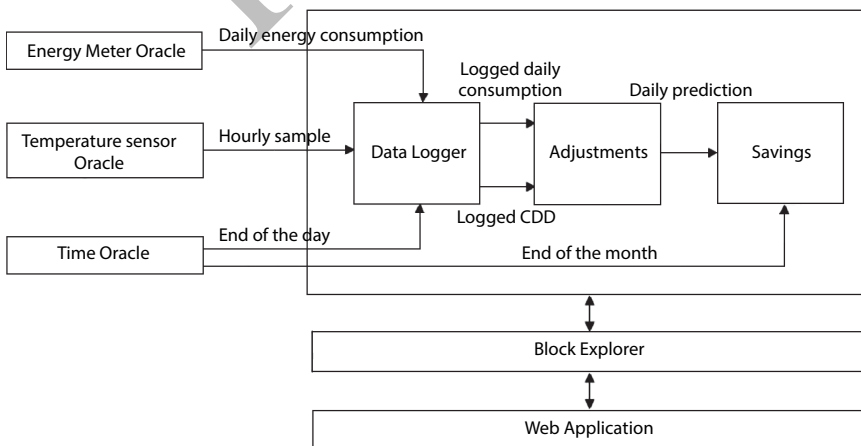 Energy Meter Oracle
Daily energy consumption
Temperature sensor
Oracle
Hourly sample
Time Oracle
End of the day
End of the month
Data Logger
Logged daily
consumption
Logged CDD
Adjustments
Daily prediction
Savings
Block Explorer
Web Application